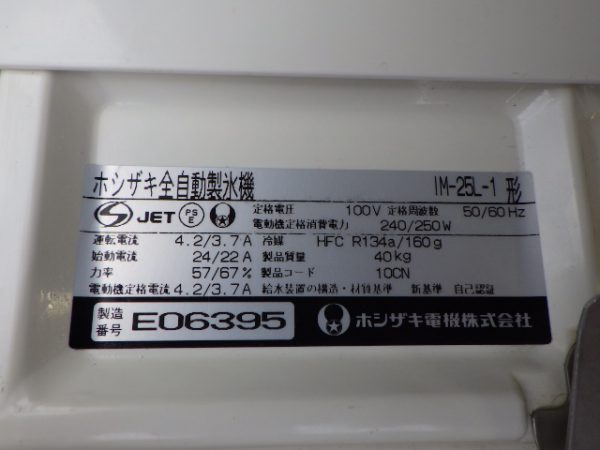 ホシザキ全自動製氷機 IM-25L-1 形
S JET PS E 定格電圧 100V 定格周波数 50/60Hz
電動機定格消費電力 240/250W
運転電流 4.2/3.7A 冷媒 HFC R134a/160g
始動電流 24/22A 製品質量 40kg
力率 57/67% 製品コード 10CN
電動機定格電流 4.2/3.7A 給水装置の構造・材質基準 新基準 自己認証
製造番号 E06395 ホシザキ電機株式会社